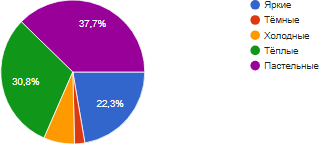 37,7%
30,8%
22,3%
Яркие
Тёмные
Холодные
Тёплые
Пастельные